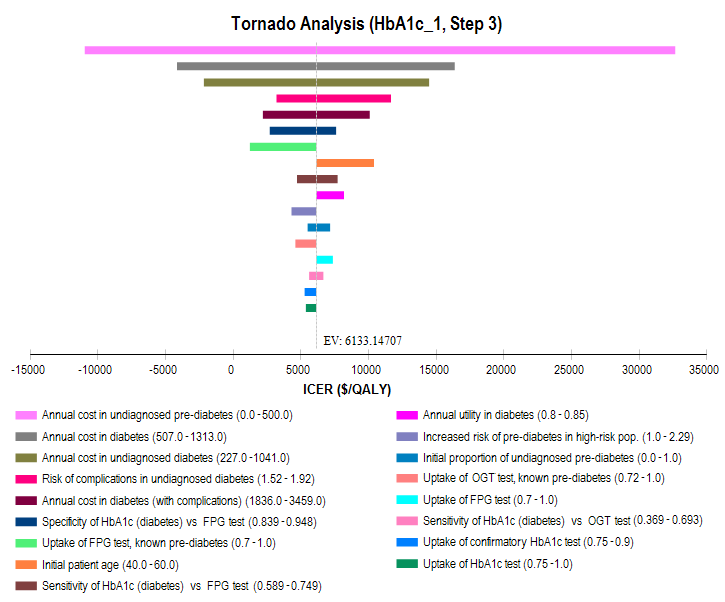 Tornado Analysis (HbA1c_1, Step 3)
EV: 6133.14707
-15000 -10000 -5000 0 5000 10000 15000 20000 25000 30000 35000
ICER ($/QALY)
Annual cost in undiagnosed pre-diabetes (0.0-500.0)
Annual cost in diabetes (507.0-1313.0)
Annual cost in undiagnosed diabetes (227.0-1041.0)
Risk of complications in undiagnosed diabetes (1.52-1.92)
Annual cost in diabetes (with complications) (1836.0-3459.0)
Specificity of HbA1c (diabetes) vs FPG test (0.839-0.948)
Uptake of FPG test, known pre-diabetes (0.7-1.0)
Initial patient age (40.0-60.0)
Sensitivity of HbA1c (diabetes) vs FPG test (0.589-0.749)
Annual utility in diabetes (0.8-0.85)
Increased risk of pre-diabetes in high-risk pop. (1.0-2.29)
Initial proportion of undiagnosed pre-diabetes (0.0-1.0)
Uptake of OGT test, known pre-diabetes (0.72-1.0)
Uptake of FPG test (0.7-1.0)
Sensitivity of HbA1c (diabetes) vs OGT test (0.369-0.693)
Uptake of confirmatory HbA1c test (0.75-0.9)
Uptake of HbA1c test (0.75-1.0)